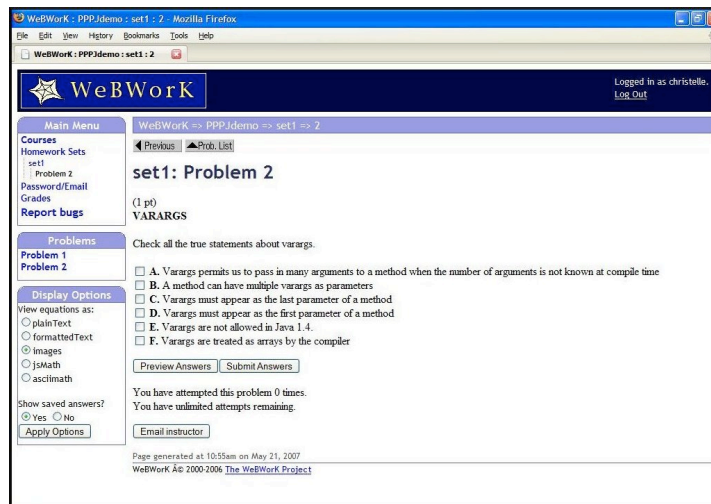 WeBWorK : PPPJdemo : set1 : 2 - Mozilla Firefox
File Edit View History Bookmarks Tools Help
WeBWorK : PPPJdemo : set1 : 2
WeBWorK
Logged in as christelle.
Log Out
Main Menu
Courses
Homework Sets
set1
Problem 2
Password/Email
Grades
Report bugs
Problems
Problem 1
Problem 2
Display Options
View equations as:
plainText
formattedText
images
jsMath
asciimath
Show saved answers?
Yes No
Apply Options
WeBWorK => PPPJdemo => set1 => 2
Previous Prob. List
set1: Problem 2
(1 pt)
VARARGS
Check all the true statements about varargs.
A. Varargs permits us to pass in many arguments to a method when the number of arguments is not known at compile time
B. A method can have multiple varargs as parameters
C. Varargs must appear as the last parameter of a method
D. Varargs must appear as the first parameter of a method
E. Varargs are not allowed in Java 1.4.
F. Varargs are treated as arrays by the compiler
Preview Answers Submit Answers
You have attempted this problem 0 times.
You have unlimited attempts remaining.
Email instructor
Page generated at 10:55am on May 21, 2007
WeBWorK Â© 2000-2006 The WeBWorK Project